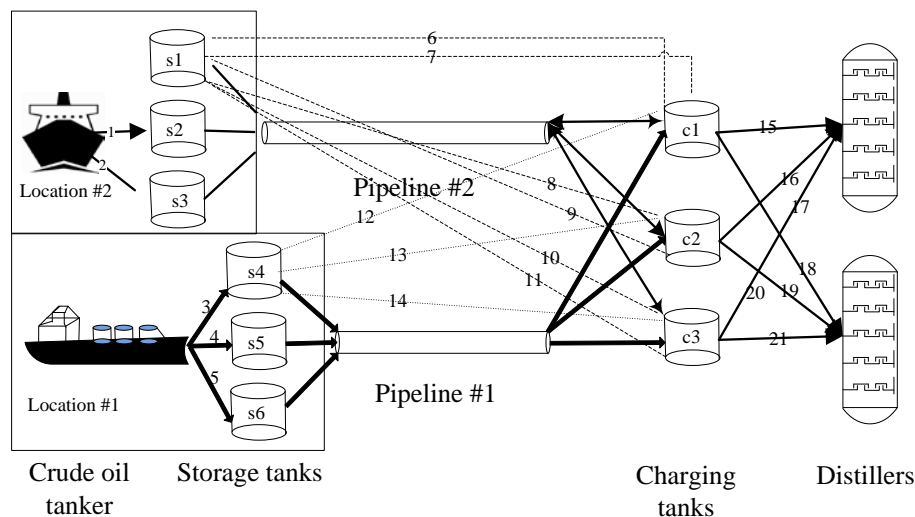 6
7
s1
1
s2
c1
15
2
Location #2
s3
Pipeline #2
8
16
12
9
17
s4
13
c2
10
18
11
19
20
3
14
4
s5
c3
21
5
Location #1
s6
Pipeline #1
Crude oil
tanker
Storage tanks
Charging
tanks
Distillers